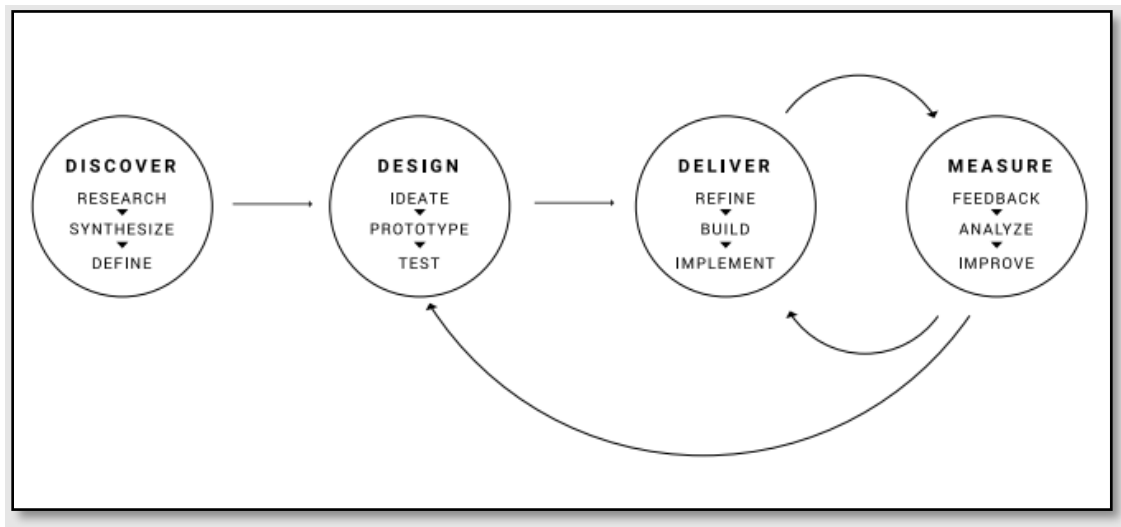 DISCOVER
RESEARCH
SYNTHESIZE
DEFINE
DESIGN
IDEATE
PROTOTYPE
TEST
DELIVER
REFINE
BUILD
IMPLEMENT
MEASURE
FEEDBACK
ANALYZE
IMPROVE